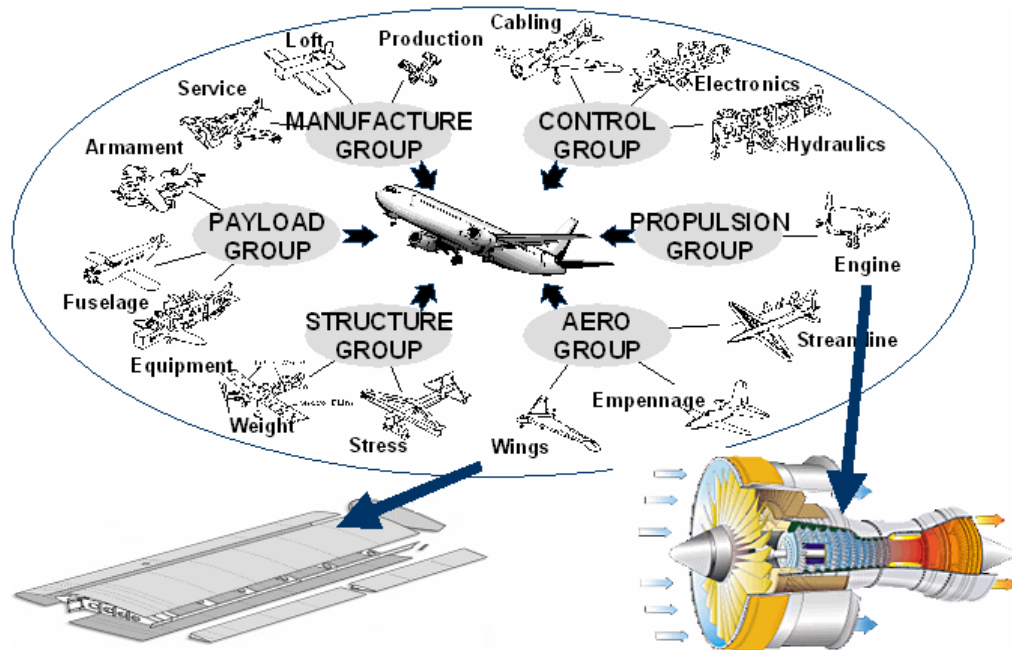 Cabling
Loft
Production
Electronics
Service
MANUFACTURE
GROUP
CONTROL
GROUP
Hydraulics
Armament
PAYLOAD
GROUP
PROPULSION
GROUP
Engine
Fuselage
STRUCTURE
GROUP
AERO
GROUP
Streamline
Equipment
Empennage
Weight
Stress
Wings